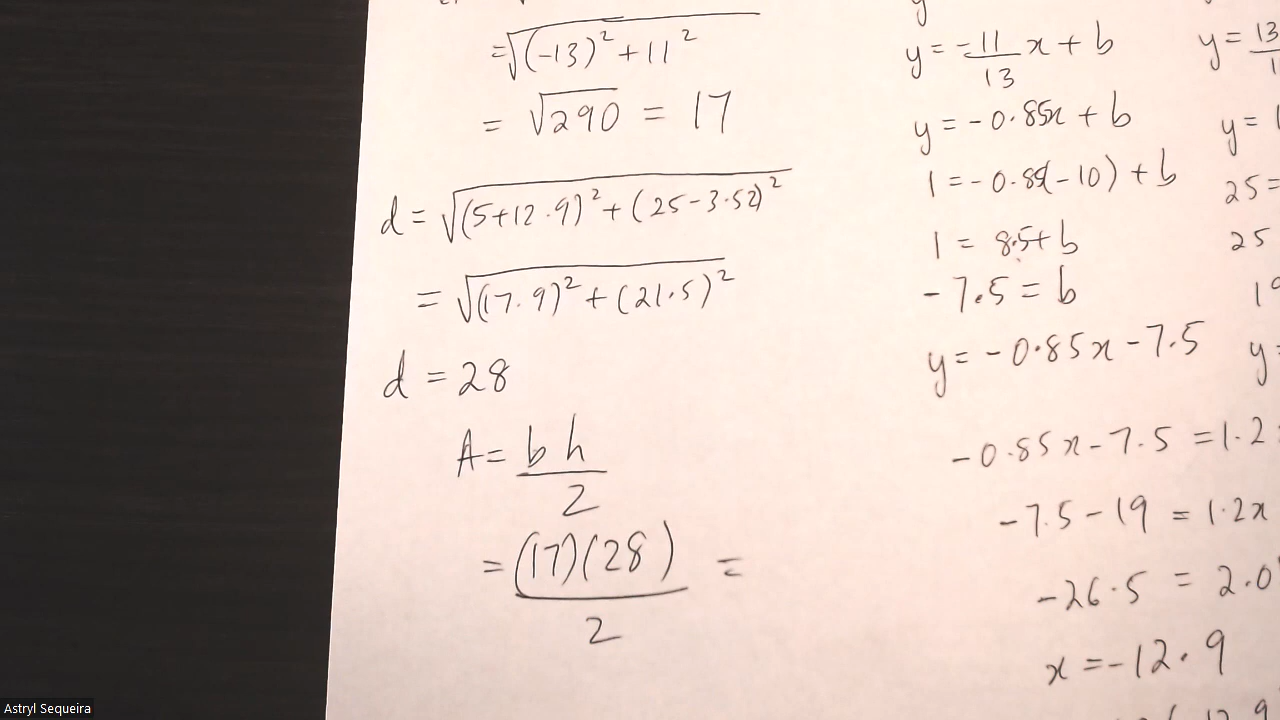 =√(-13)²+11²
= √290 = 17
d = √(5+12.9)²+(25-3.52)²
= √(17.9)²+(21.5)²
d = 28
A = bh/2
= (17)(28)/2 =
y
y = -11/13 x + b
y = -0.85x + b
1 = -0.85(-10) + b
1 = 8.5+b
-7.5 = b
y = -0.85x - 7.5
-0.85x - 7.5 = 1.2
-7.5 - 19 = 1.2x
-26.5 = 2.0
x = -12.9
y = 13
y =
25 =
25
y =
Astryl Sequeira